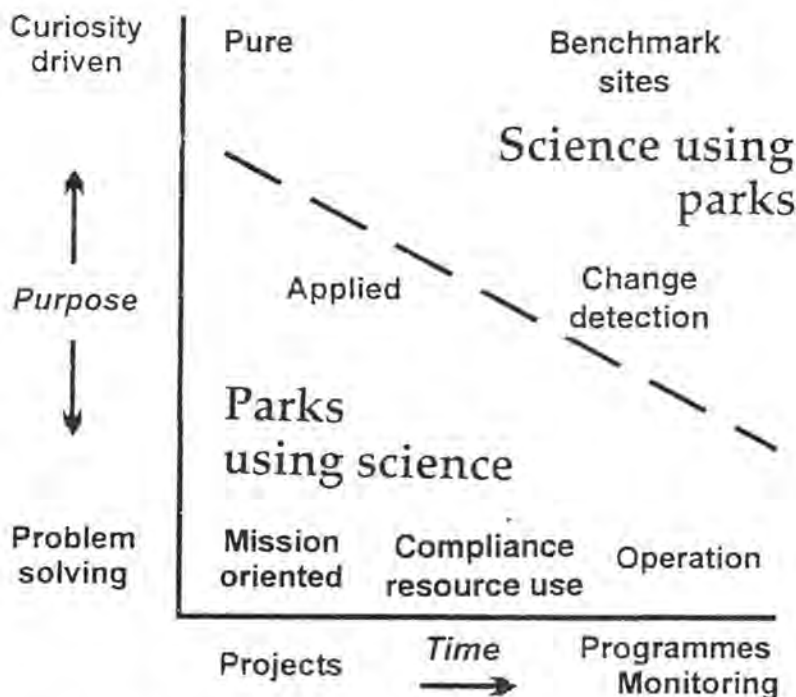 Curiosity
driven
Pure
Benchmark
sites
Science using
parks
Purpose
Applied
Change
detection
Parks
using science
Problem
solving
Mission
oriented
Compliance
resource use
Operation
Projects
Time
Programmes
Monitoring